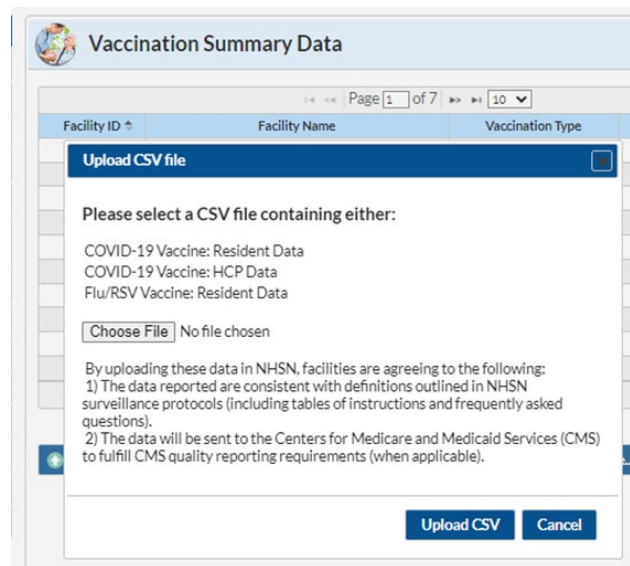 Vaccination Summary Data
Page 1 of 7 10
Facility ID Facility Name Vaccination Type
Upload CSV file
Please select a CSV file containing either:
COVID-19 Vaccine: Resident Data
COVID-19 Vaccine: HCP Data
Flu/RSV Vaccine: Resident Data
Choose File No file chosen
By uploading these data in NHSN, facilities are agreeing to the following:
1) The data reported are consistent with definitions outlined in NHSN
surveillance protocols (including tables of instructions and frequently asked
questions).
2) The data will be sent to the Centers for Medicare and Medicaid Services (CMS)
to fulfill CMS quality reporting requirements (when applicable).
Upload CSV Cancel